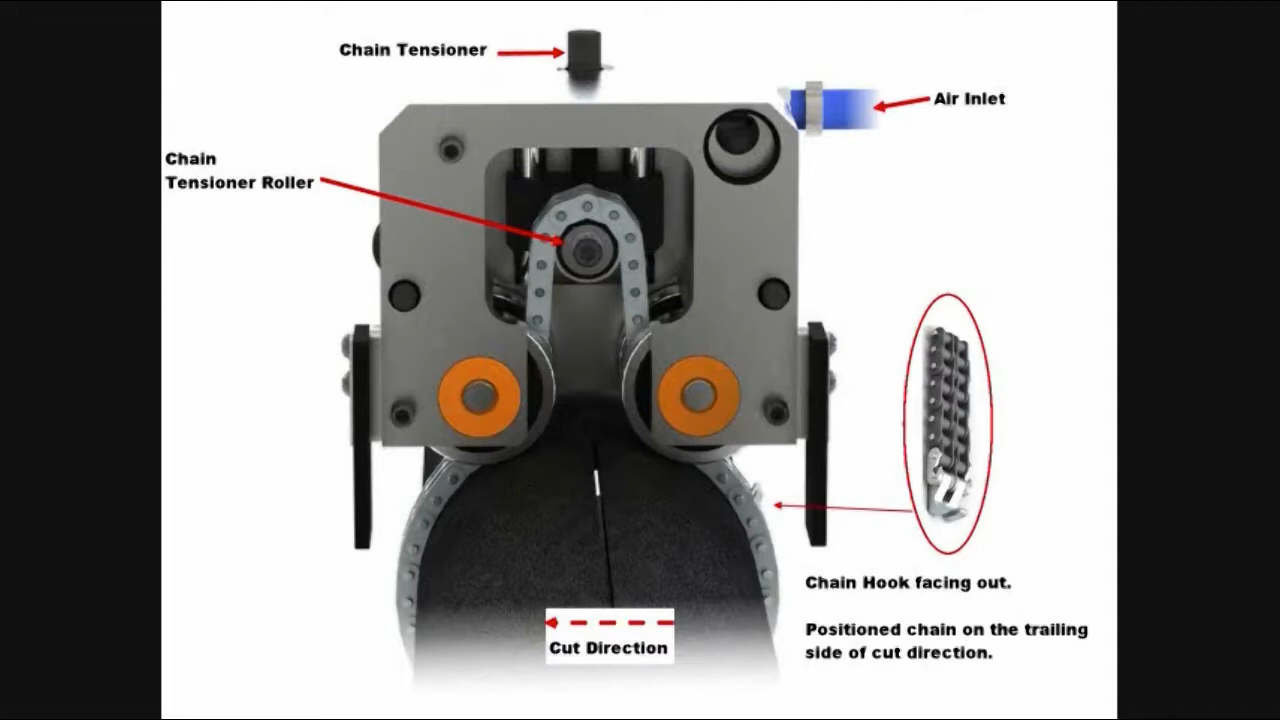 Chain Tensioner
Air Inlet
Chain
Tensioner Roller
Chain Hook facing out.
Positioned chain on the trailing
side of cut direction.
Cut Direction